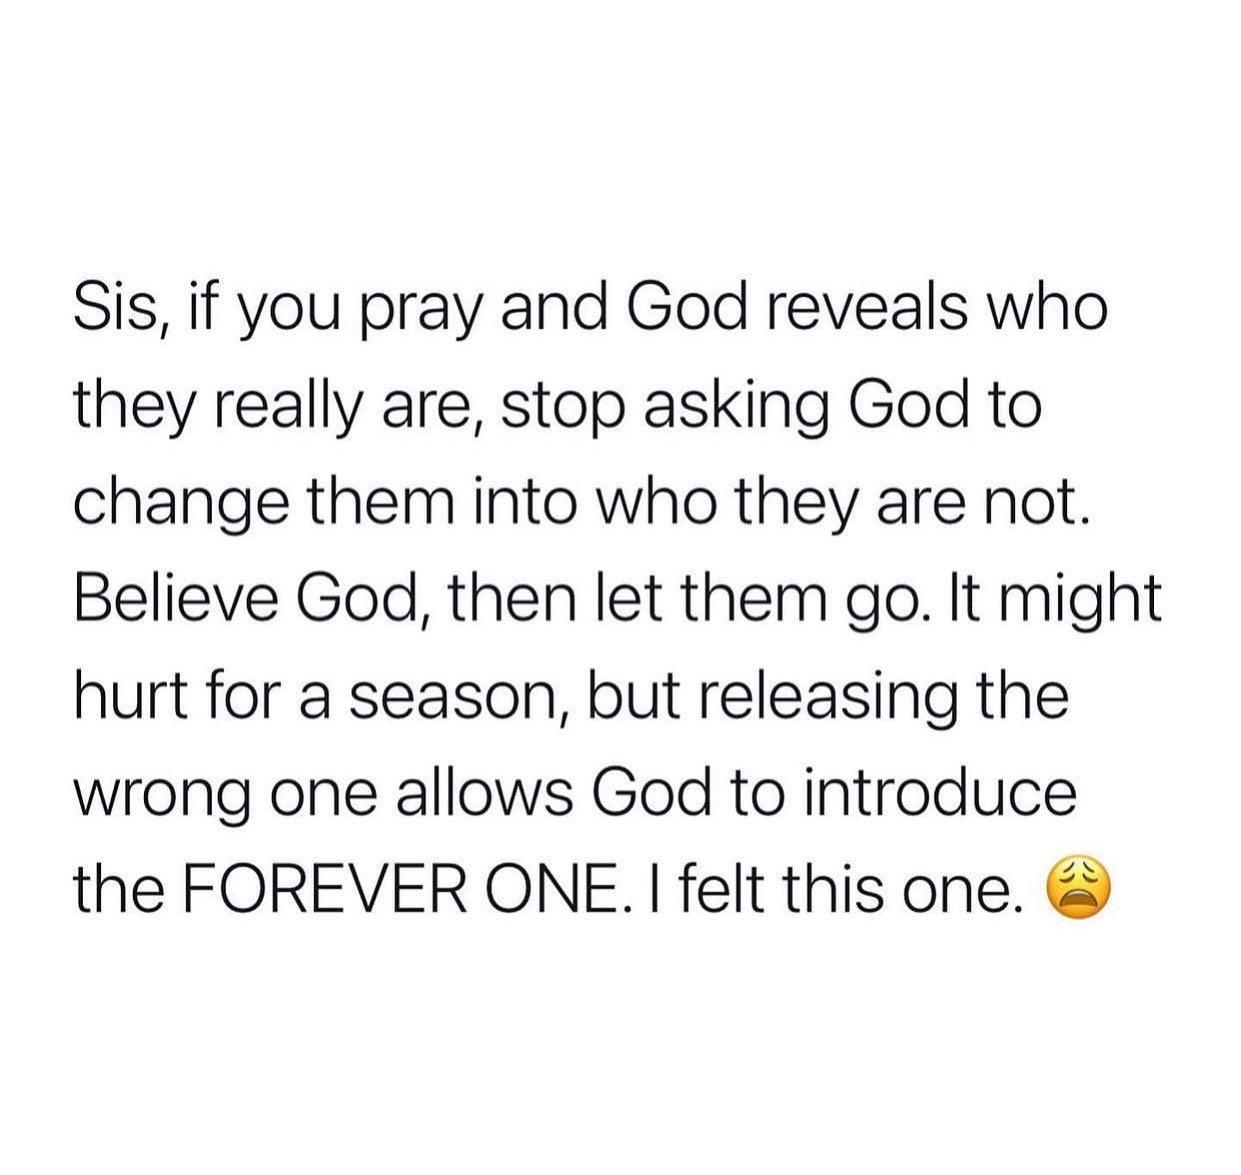 Sis, if you pray and God reveals who
they really are, stop asking God to
change them into who they are not.
Believe God, then let them go. It might
hurt for a season, but releasing the
wrong one allows God to introduce
the FOREVER ONE. I felt this one. 😩